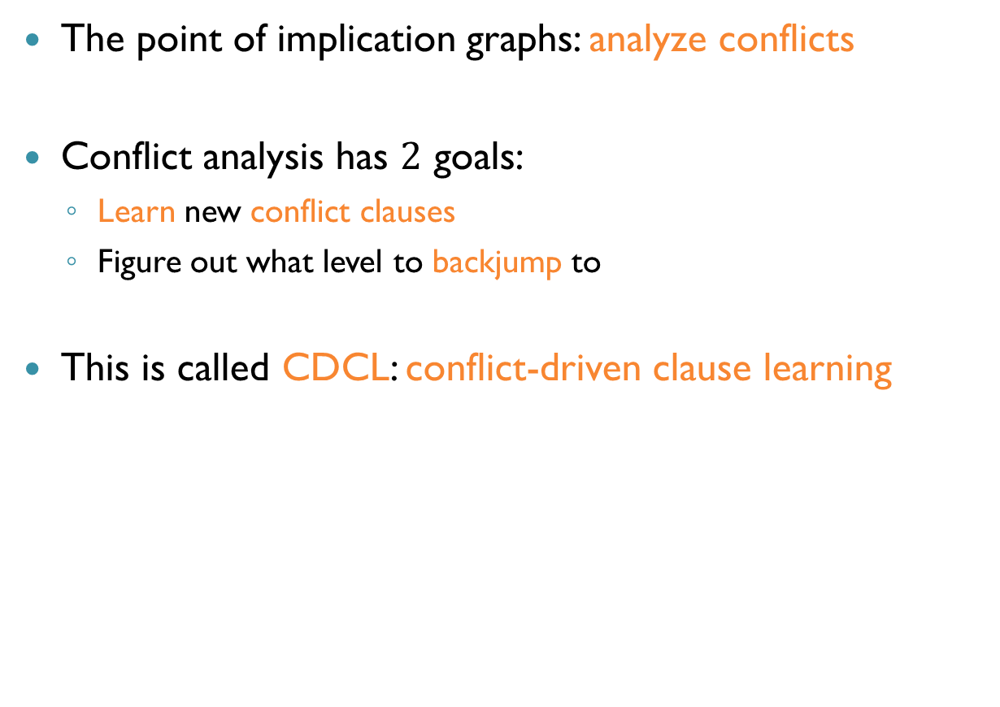 • The point of implication graphs: analyze conflicts
• Conflict analysis has 2 goals:
◦ Learn new conflict clauses
◦ Figure out what level to backjump to
• This is called CDCL: conflict-driven clause learning